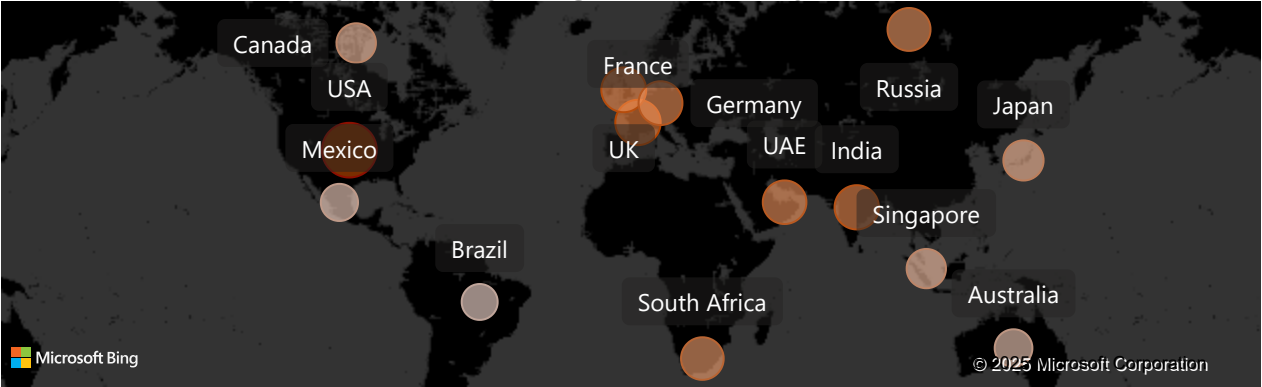 Canada
France
USA
Germany
Russia
Japan
Mexico
UK
UAE
India
Singapore
Brazil
South Africa
Australia
Microsoft Bing
© 2025 Microsoft Corporation